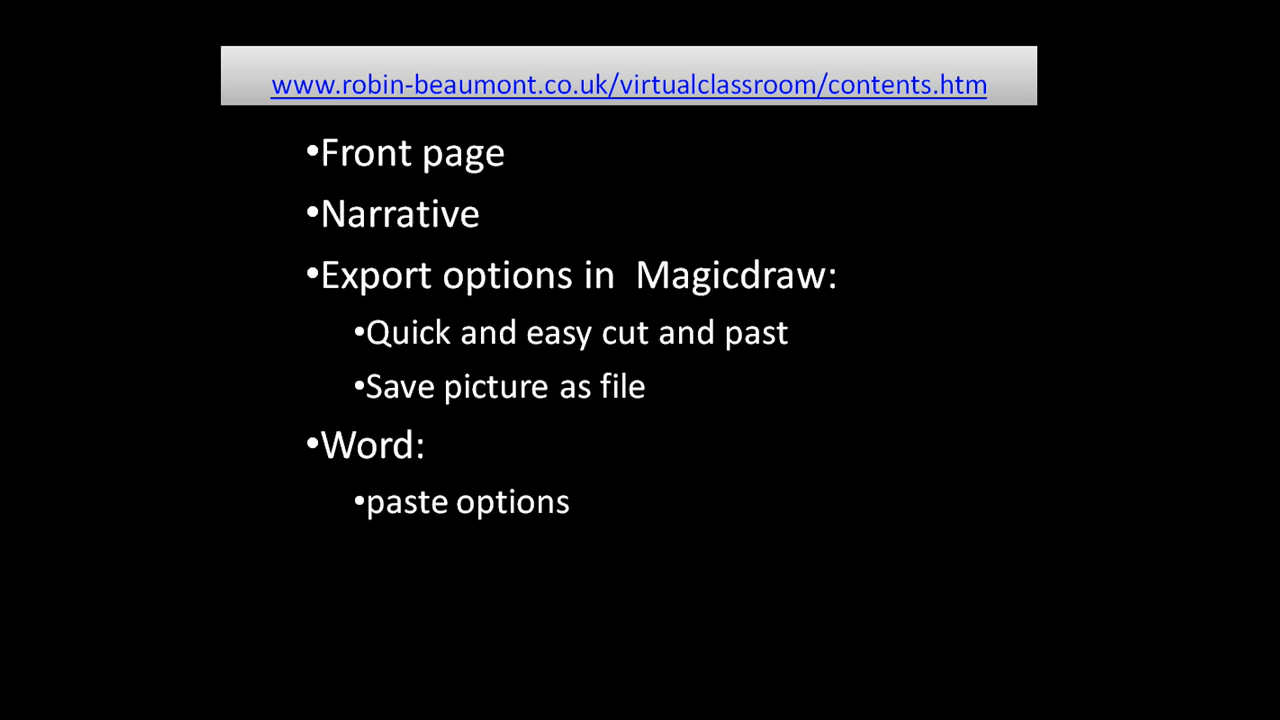 www.robin-beaumont.co.uk/virtualclassroom/contents.htm
•Front page
•Narrative
•Export options in  Magicdraw:
•Quick and easy cut and past
•Save picture as file
•Word:
•paste options